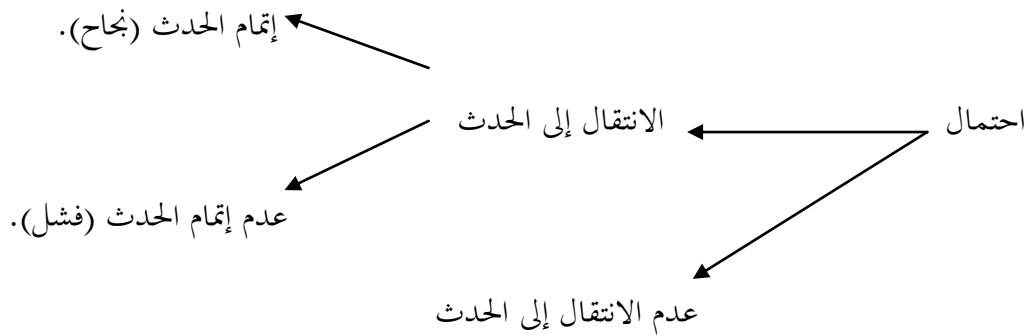 إتمام الحدث (نجاح).
احتمال
الانتقال إلى الحدث
عدم إتمام الحدث (فشل).
عدم الانتقال إلى الحدث